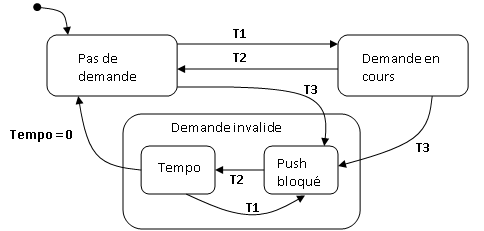 T1
Pas de
demande
Demande en
cours
T2
T3
Demande invalide
Tempo = 0
T3
Tempo
Push
bloqué
T2
T1